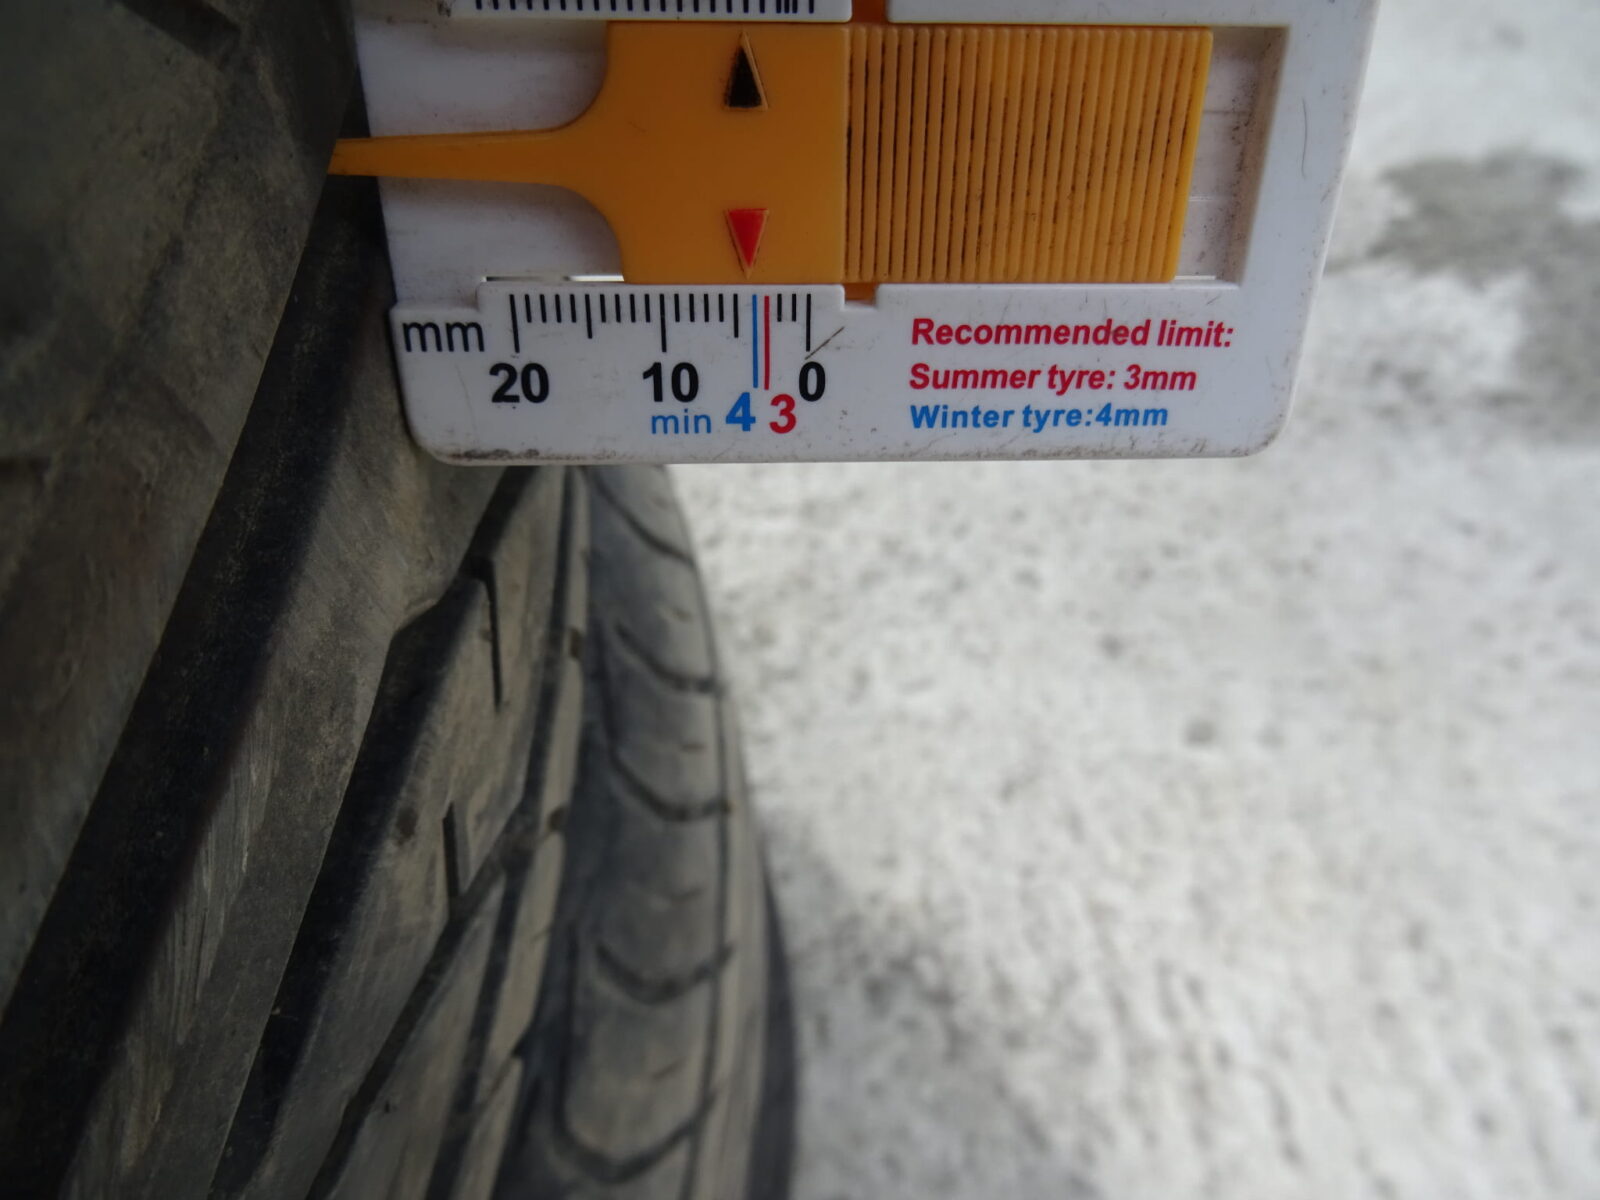 mm
20 10 0
min 4 3
Recommended limit:
Summer tyre: 3mm
Winter tyre:4mm